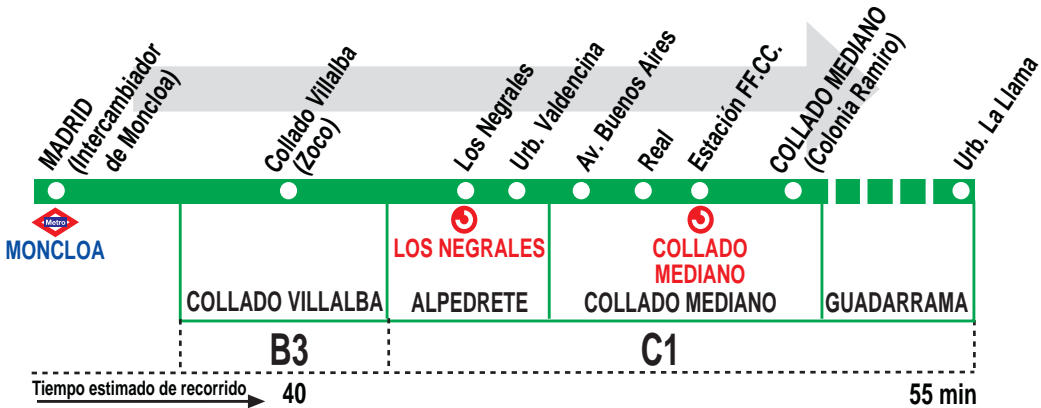 MADRID
(Intercambiador
de Moncloa)
Collado Villalba
(Zoco)
Los Negrales
Urb. Valdencina
Av. Buenos Aires
Real
Estación FF.CC.
COLLADO MEDIANO
(Colonia Ramiro)
Urb. La Llama
Metro
MONCLOA
LOS NEGRALES
COLLADO
MEDIANO
COLLADO VILLALBA
ALPEDRETE
COLLADO MEDIANO
GUADARRAMA
B3
C1
Tiempo estimado de recorrido
40
55 min